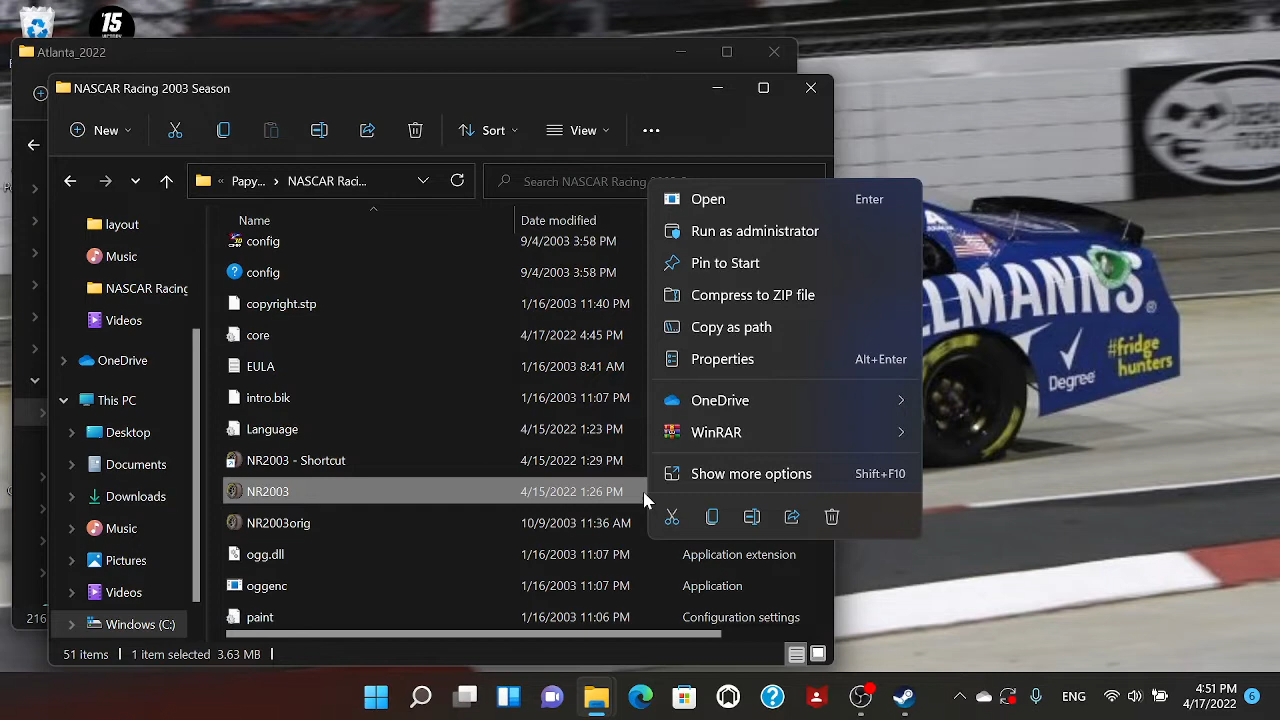 15
Atlanta_2022
NASCAR Racing 2003 Season
New
Sort
View
Papy...
NASCAR Raci...
Search NASCAR Racing
layout
Music
NASCAR Racing
Videos
OneDrive
This PC
Desktop
Documents
Downloads
Music
Pictures
Videos
Windows (C:)
Name
Date modified
config
9/4/2003 3:58 PM
config
9/4/2003 3:58 PM
copyright.stp
1/16/2003 11:40 PM
core
4/17/2022 4:45 PM
EULA
1/16/2003 8:41 AM
intro.bik
1/16/2003 11:07 PM
Language
4/15/2022 1:23 PM
NR2003 - Shortcut
4/15/2022 1:29 PM
NR2003
4/15/2022 1:26 PM
NR2003orig
10/9/2003 11:36 AM
ogg.dll
1/16/2003 11:07 PM
Application extension
oggenc
1/16/2003 11:07 PM
Application
paint
1/16/2003 11:06 PM
Configuration settings
216
51 items
1 item selected 3.63 MB
Open
Enter
Run as administrator
Pin to Start
Compress to ZIP file
Copy as path
Properties
Alt+Enter
OneDrive
WinRAR
Show more options
Shift+F10
LLMANN'S
Degree
#fridge
hunters
ENG
4:51 PM
4/17/2022
6